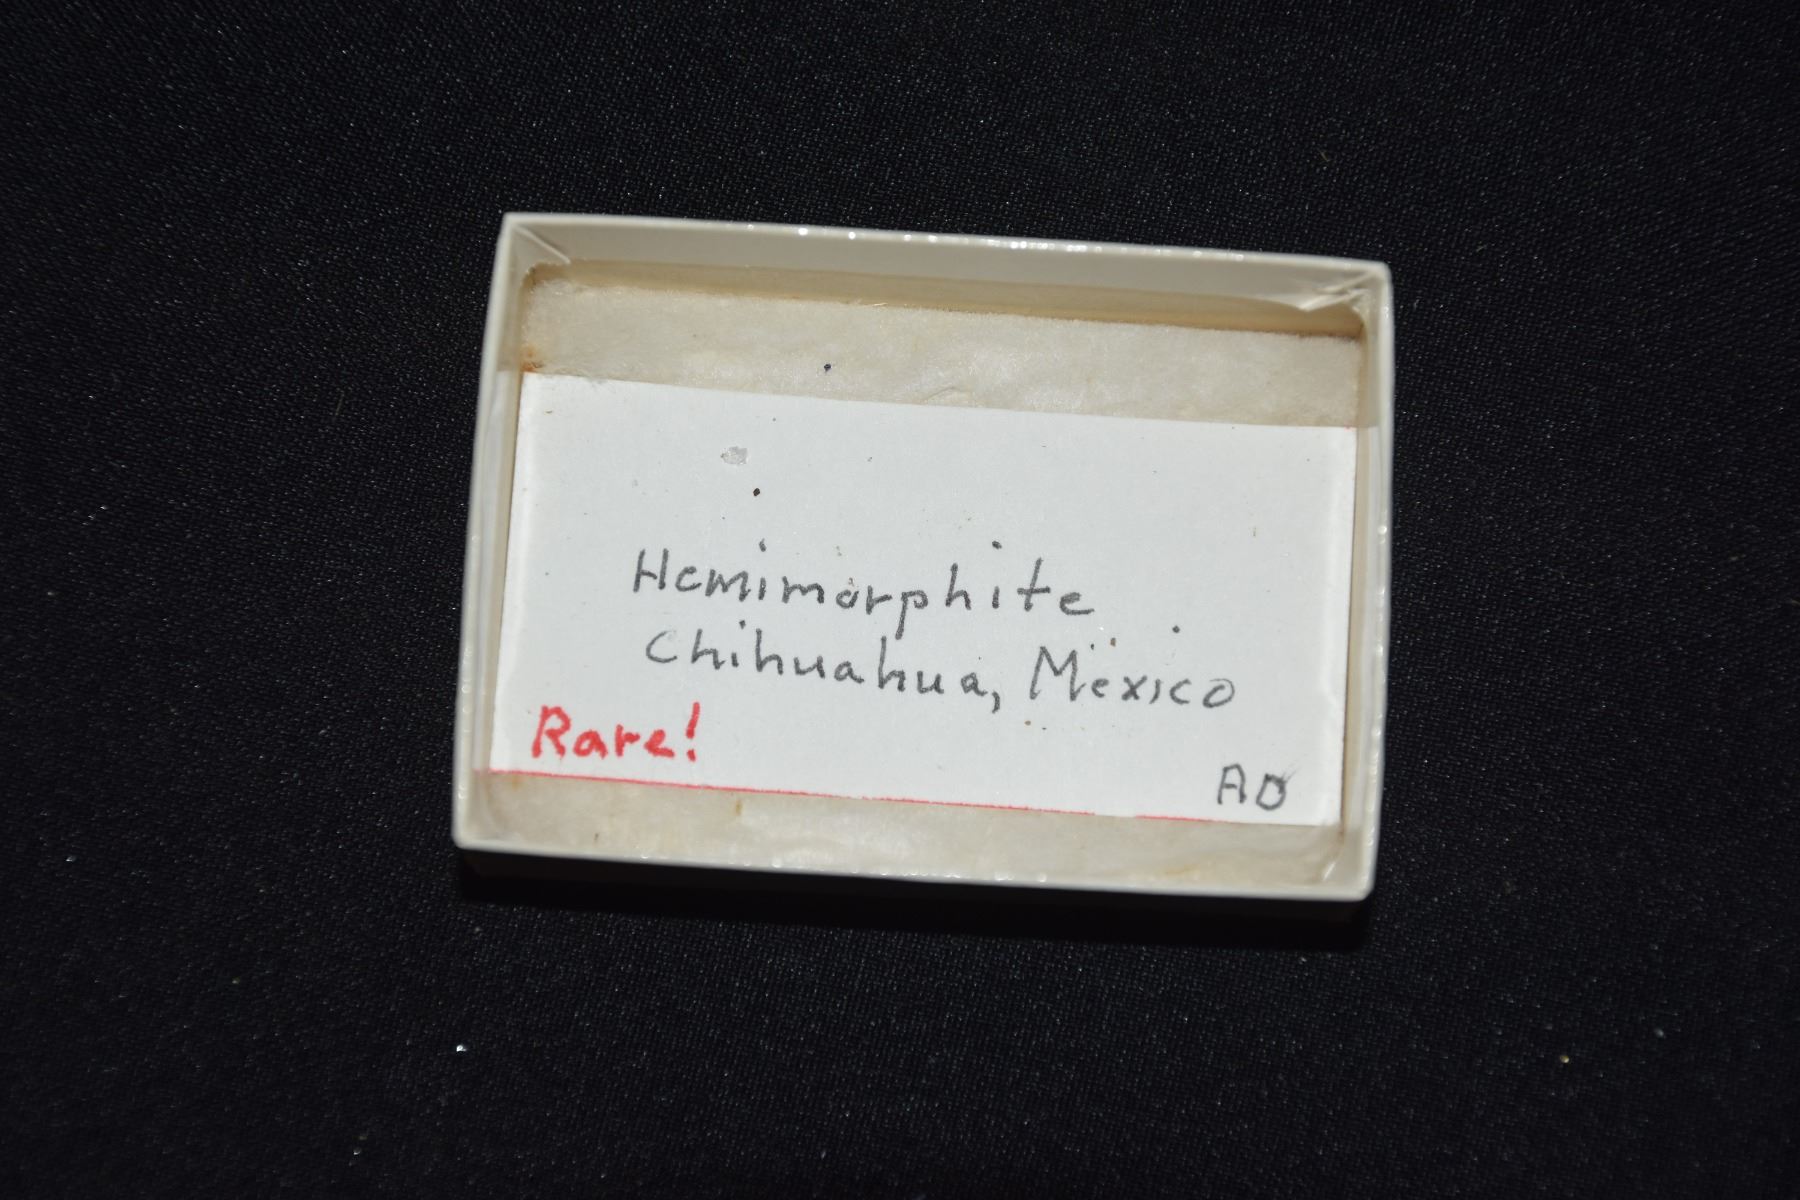 Hemimorphite
Chihuahua, Mexico
Rare!
AD